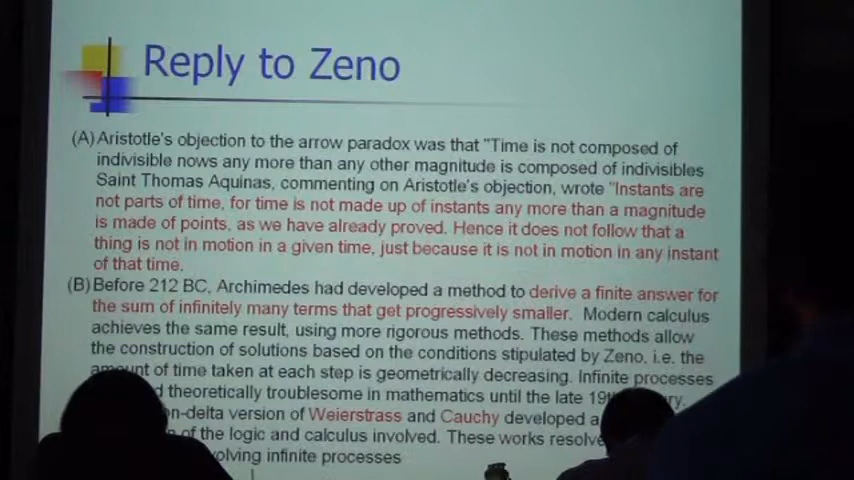 Reply to Zeno
(A) Aristotle's objection to the arrow paradox was that "Time is not composed of
indivisible nows any more than any other magnitude is composed of indivisibles
Saint Thomas Aquinas, commenting on Aristotle's objection, wrote "Instants are
not parts of time, for time is not made up of instants any more than a magnitude
is made of points, as we have already proved. Hence it does not follow that a
thing is not in motion in a given time, just because it is not in motion in any instant
of that time.
(B) Before 212 BC, Archimedes had developed a method to derive a finite answer for
the sum of infinitely many terms that get progressively smaller. Modern calculus
achieves the same result, using more rigorous methods. These methods allow
the construction of solutions based on the conditions stipulated by Zeno, i.e. the
amount of time taken at each step is geometrically decreasing. Infinite processes
theoretically troublesome in mathematics until the late 19
n-delta version of Weierstrass and Cauchy developed a
of the logic and calculus involved. These works resolve
olving infinite processes